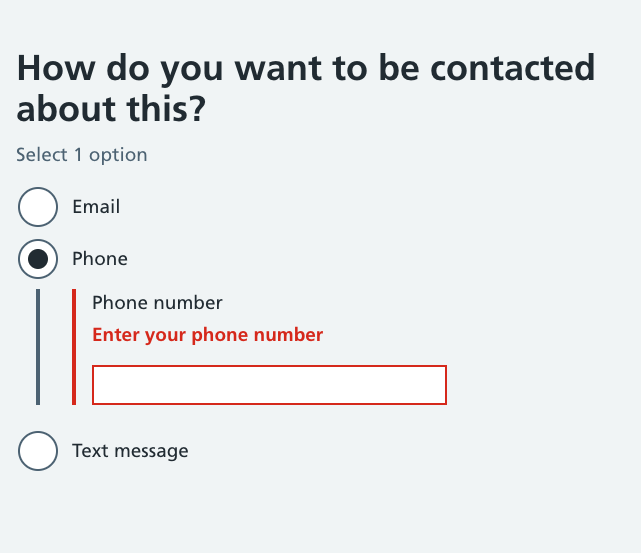 How do you want to be contacted
about this?
Select 1 option
Email
Phone
Phone number
Enter your phone number
Text message